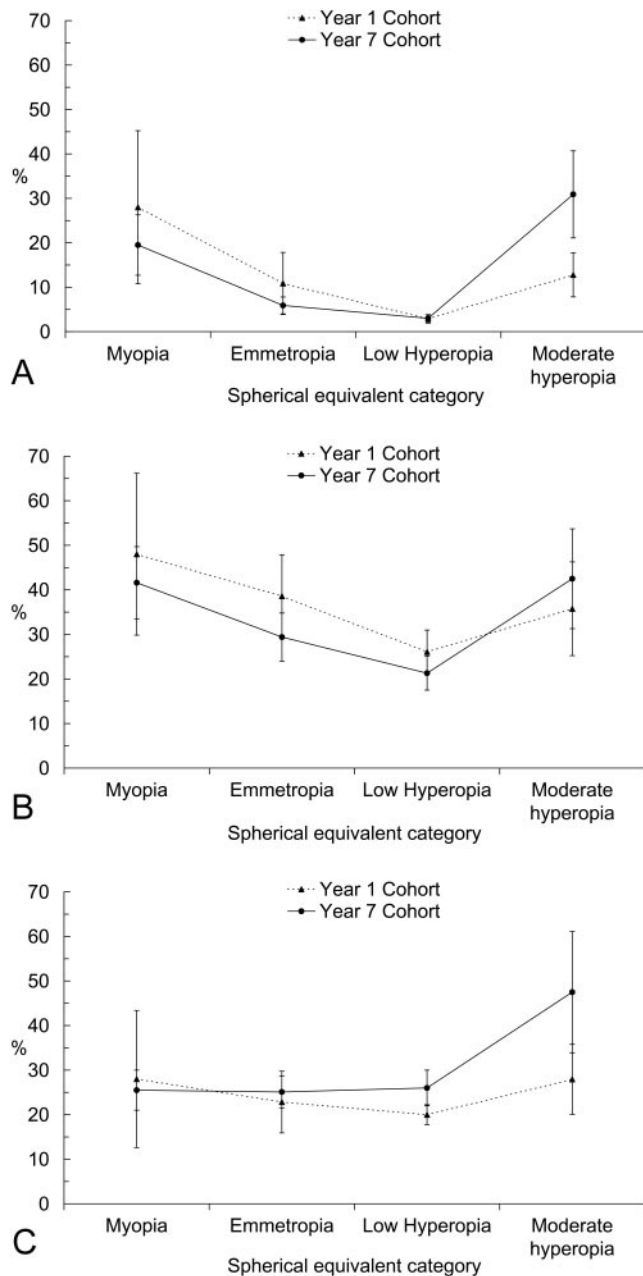 Year 1 Cohort
Year 7 Cohort
70
60
50
40
%
30
20
10
0
Myopia Emmetropia Low Hyperopia Moderate
hyperopia
A
Spherical equivalent category
Year 1 Cohort
Year 7 Cohort
70
60
50
40
%
30
20
10
0
Myopia Emmetropia Low Hyperopia Moderate
hyperopia
B
Spherical equivalent category
Year 1 Cohort
Year 7 Cohort
70
60
50
40
%
30
20
10
0
Myopia Emmetropia Low Hyperopia Moderate
hyperopia
C
Spherical equivalent category